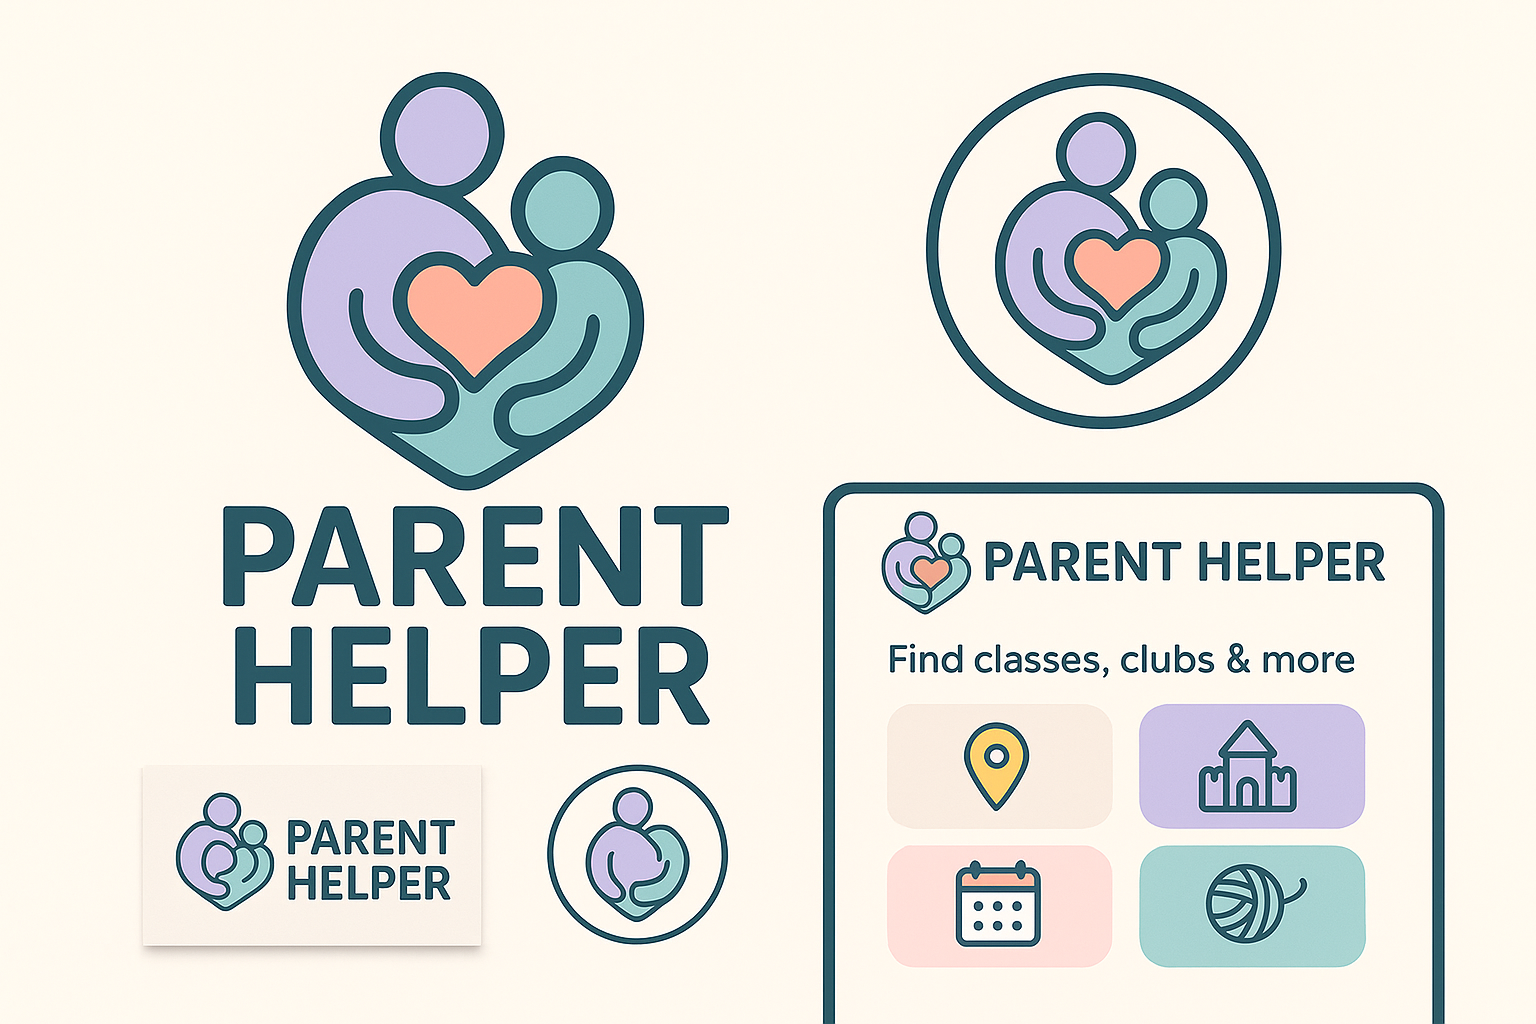 PARENT
HELPER
PARENT HELPER
Find classes, clubs & more
PARENT
HELPER